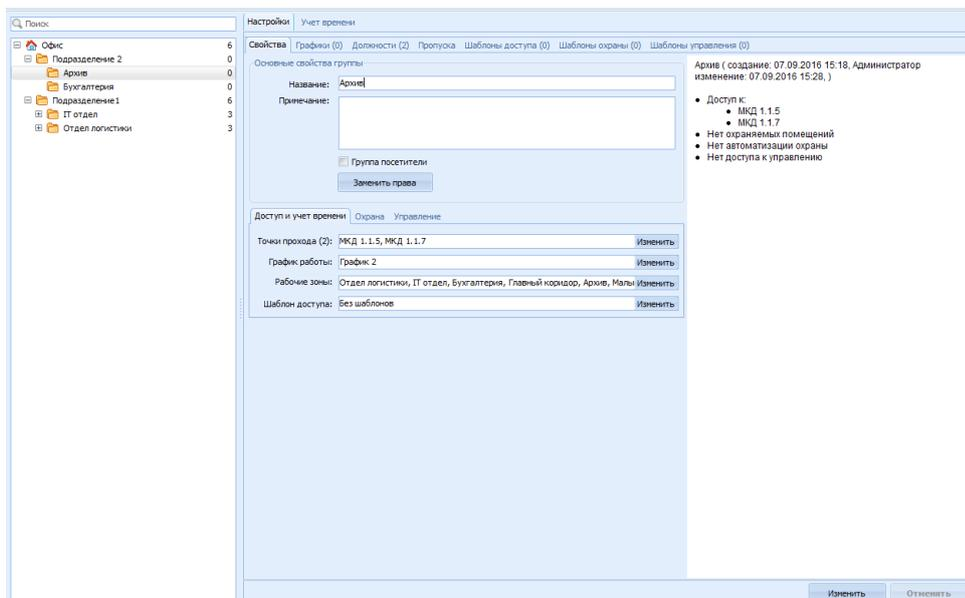 Поиск
Офис 6
Подразделение 2 0
Архив 0
Бухгалтерия 0
Подразделение1 6
IT отдел 3
Отдел логистики 3
Настройки Учет времени
Свойства Графики (0) Должности (2) Пропуска Шаблоны доступа (0) Шаблоны охраны (0) Шаблоны управления (0)
Основные свойства группы
Название: Архив
Примечание:
Группа посетители
Заменить права
Доступ и учет времени Охрана Управление
Точки прохода (2): МКД 1.1.5, МКД 1.1.7 Изменить
График работы: График 2 Изменить
Рабочие зоны: Отдел логистики, IT отдел, Бухгалтерия, Главный коридор, Архив, Малы Изменить
Шаблон доступа: Без шаблонов Изменить
Архив ( создание: 07.09.2016 15:18, Администратор
изменение: 07.09.2016 15:28, )
• Доступ к:
• МКД 1.1.5
• МКД 1.1.7
• Нет охраняемых помещений
• Нет автоматизации охраны
• Нет доступа к управлению
Изменить Отменить